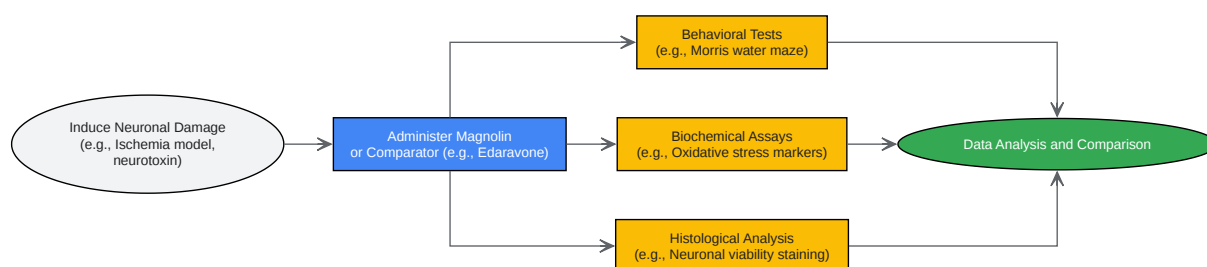 Induce Neuronal Damage
(e.g., Ischemia model,
neurotoxin)
Administer Magnolin
or Comparator (e.g., Edaravone)
Behavioral Tests
(e.g., Morris water maze)
Biochemical Assays
(e.g., Oxidative stress markers)
Histological Analysis
(e.g., Neuronal viability staining)
Data Analysis and Comparison